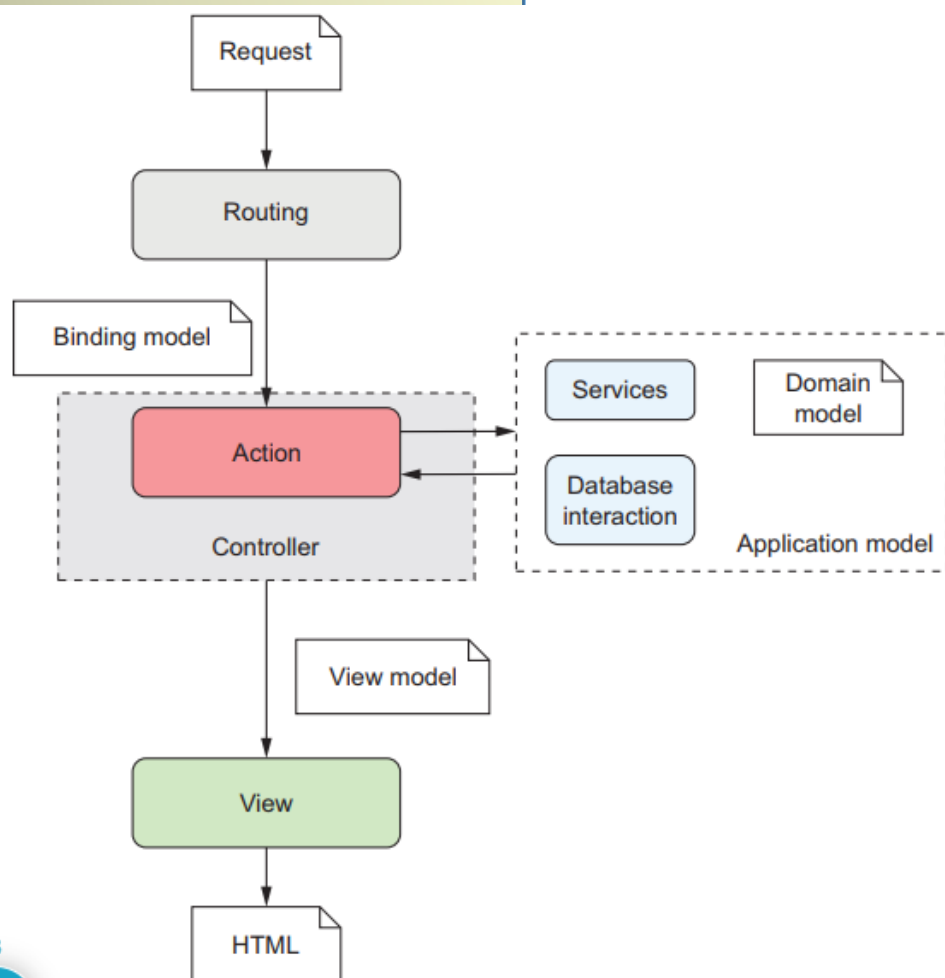 Request
Routing
Binding model
Services
Domain
model
Action
Database
interaction
Controller
Application model
View model
View
HTML